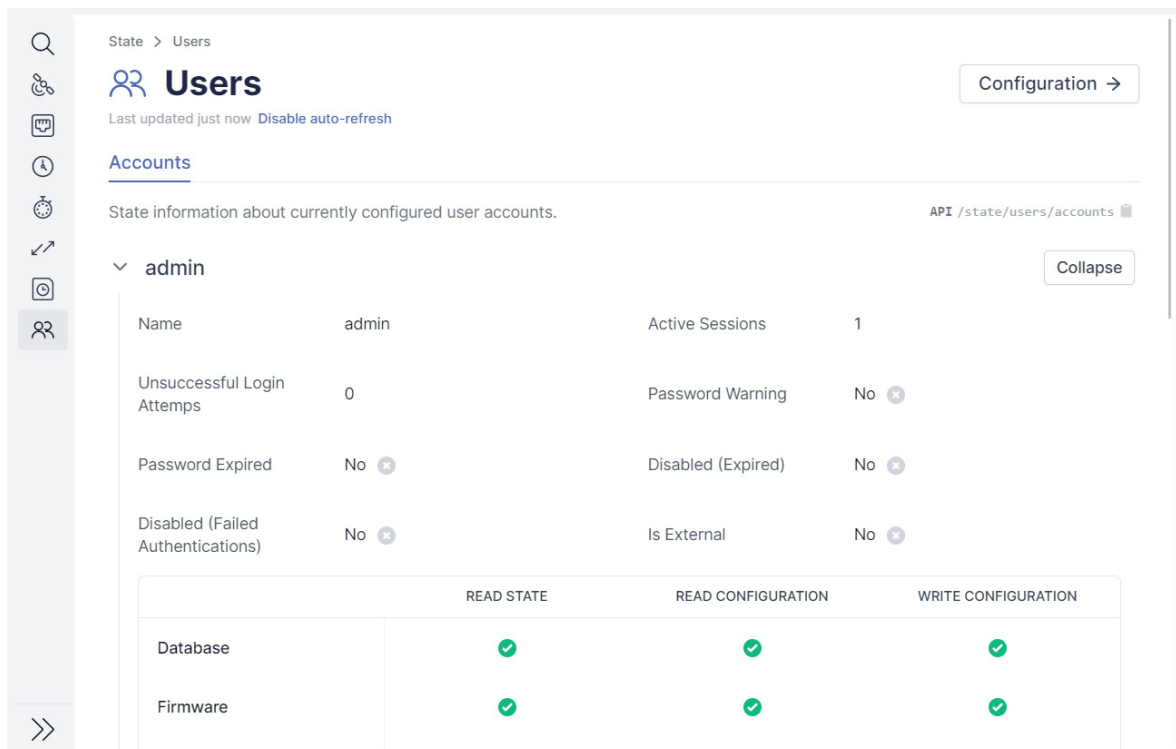 State > Users
Users
Configuration →
Last updated just now Disable auto-refresh
Accounts
State information about currently configured user accounts.
API /state/users/accounts
admin
Collapse
Name admin Active Sessions 1
Unsuccessful Login
Attemps 0 Password Warning No
Password Expired No Disabled (Expired) No
Disabled (Failed
Authentications) No Is External No
READ STATE READ CONFIGURATION WRITE CONFIGURATION
Database
Firmware